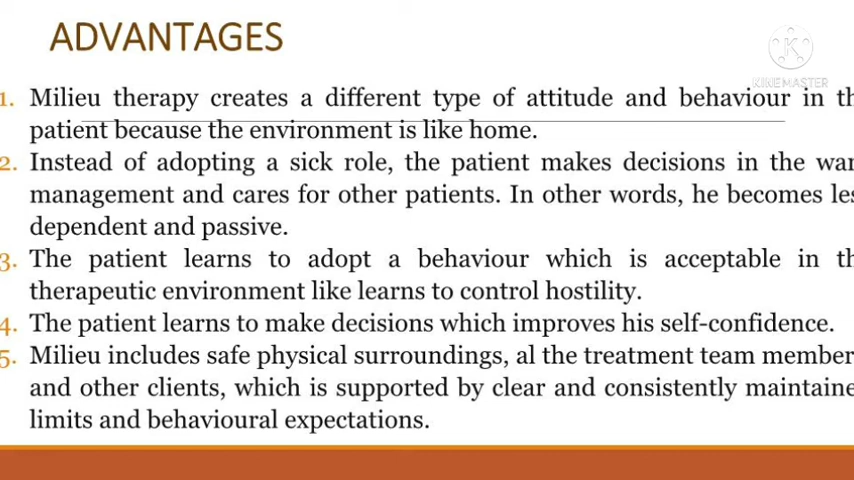 ADVANTAGES
K
KINEMASTER
1. Milieu therapy creates a different type of attitude and behaviour in th
patient because the environment is like home.
2. Instead of adopting a sick role, the patient makes decisions in the war
management and cares for other patients. In other words, he becomes les
dependent and passive.
3. The patient learns to adopt a behaviour which is acceptable in th
therapeutic environment like learns to control hostility.
4. The patient learns to make decisions which improves his self-confidence.
5. Milieu includes safe physical surroundings, al the treatment team member
and other clients, which is supported by clear and consistently maintaine
limits and behavioural expectations.